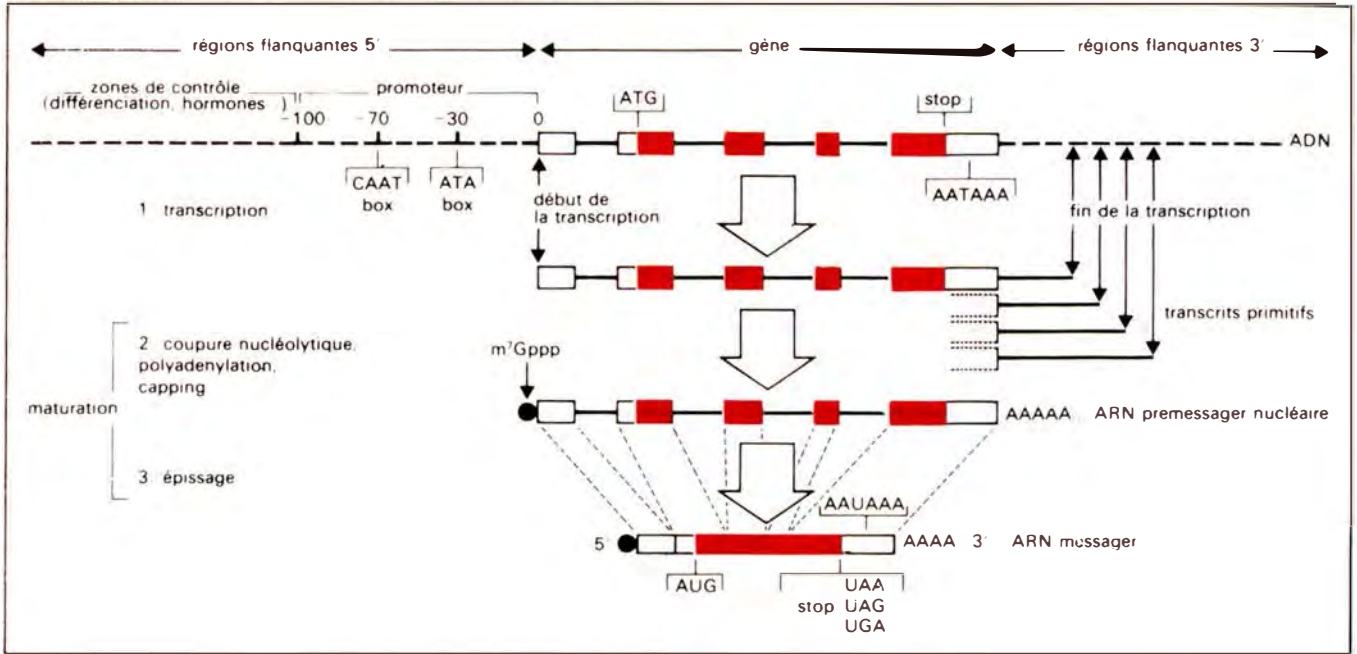 régions flanquantes 5′
gène
régions flanquantes 3′
zones de contrôle
(différenciation, hormones )
promoteur
-100
-70
-30
0
ATG
stop
ADN
CAAT
box
ATA
box
AATAAA
1 transcription
début de
la transcription
fin de la transcription
transcrits primitifs
maturation
2 coupure nucléolytique,
polyadenylation,
capping
m⁷Gppp
AAAAA
ARN premessager nucléaire
3 épissage
AAUAAA
5′
AAAA 3′ ARN messager
AUG
stop
UAA
UAG
UGA